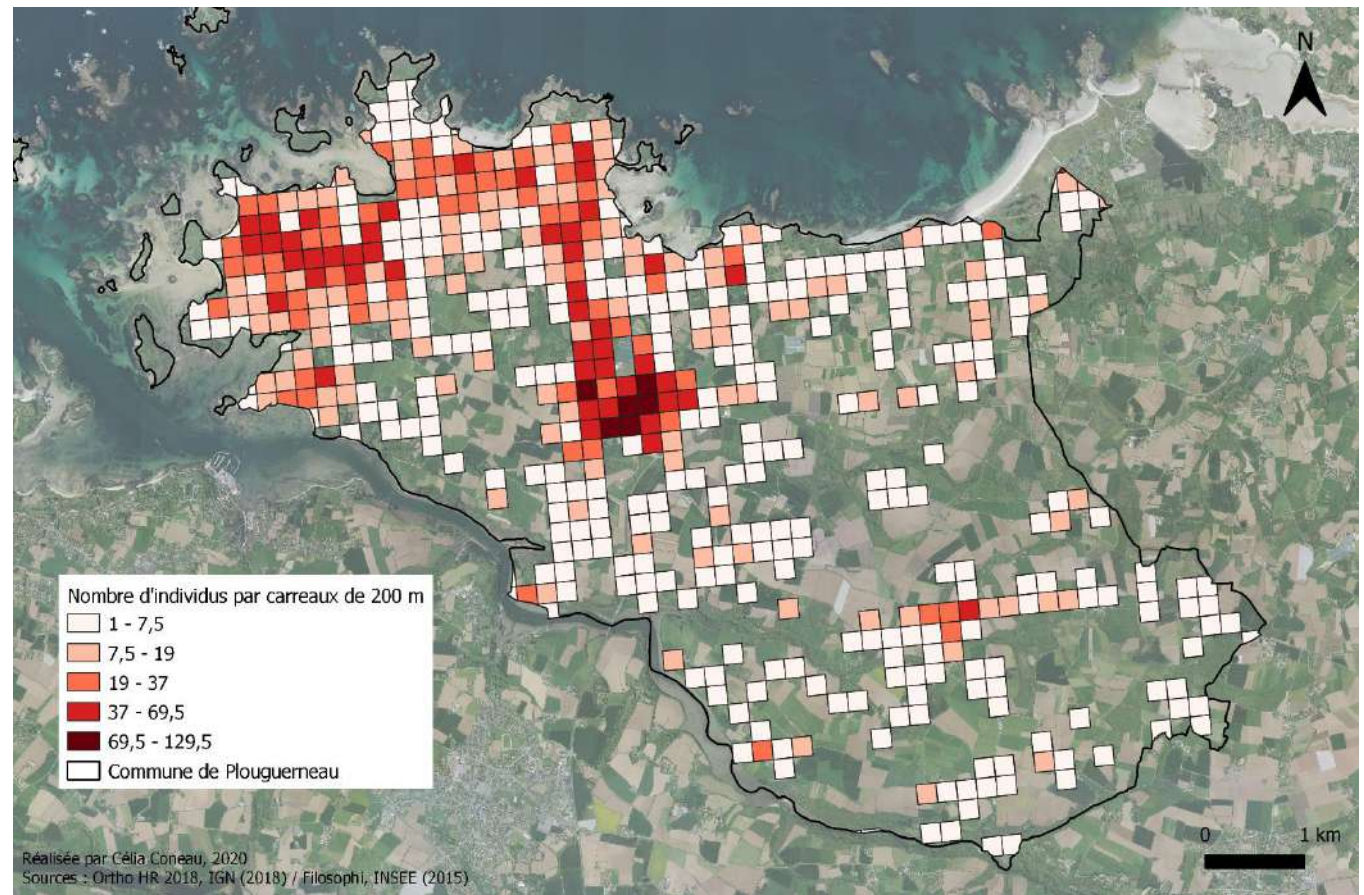 N
Nombre d'individus par carreaux de 200 m
1 - 7,5
7,5 - 19
19 - 37
37 - 69,5
69,5 - 129,5
Commune de Plouguerneau
0 1 km
Réalisée par Célia Coneau, 2020
Sources : Ortho HR 2018, IGN (2018) / Filosophi, INSEE (2015)